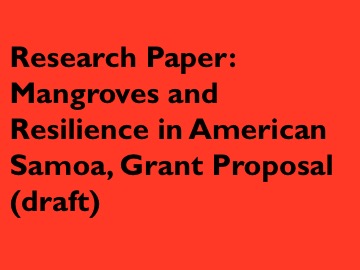 Research Paper:
Mangroves and
Resilience in American
Samoa, Grant Proposal
(draft)